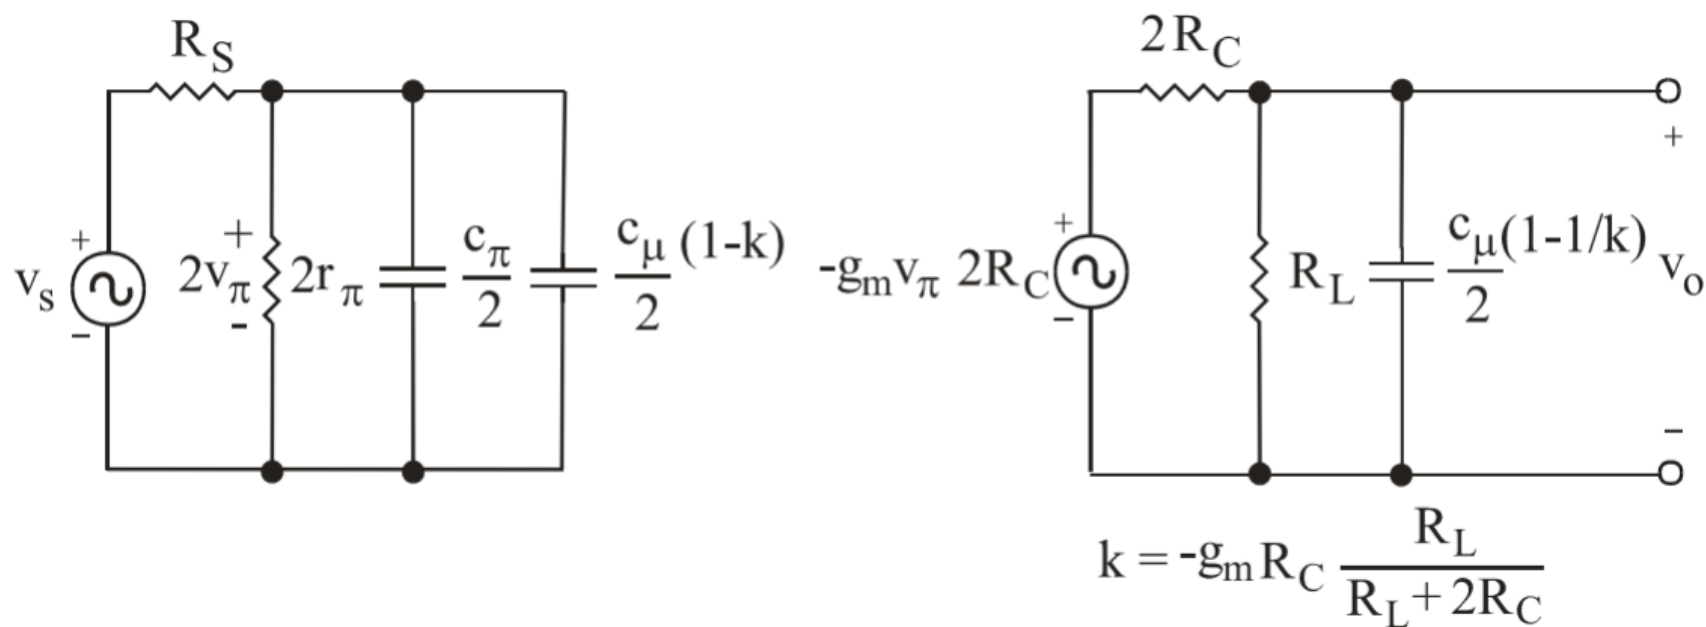 R_S
2R_C
+
v_s
−
+
2v_π
-
2r_π
c_π/2
c_μ/2 (1-k)
-g_m v_π 2R_C
+
−
R_L
c_μ(1-1/k)/2
+
v_o
−
k = -g_m R_C R_L/(R_L + 2R_C)